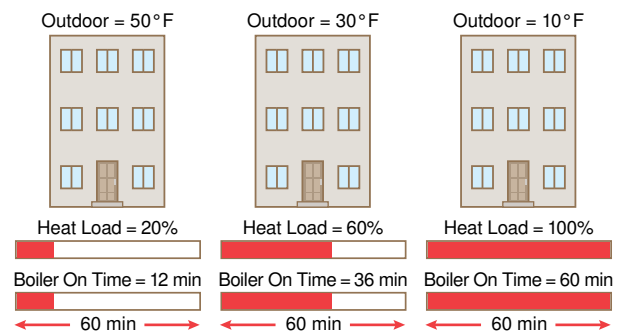 Outdoor = 50°F
Heat Load = 20%
Boiler On Time = 12 min
60 min
Outdoor = 30°F
Heat Load = 60%
Boiler On Time = 36 min
60 min
Outdoor = 10°F
Heat Load = 100%
Boiler On Time = 60 min
60 min